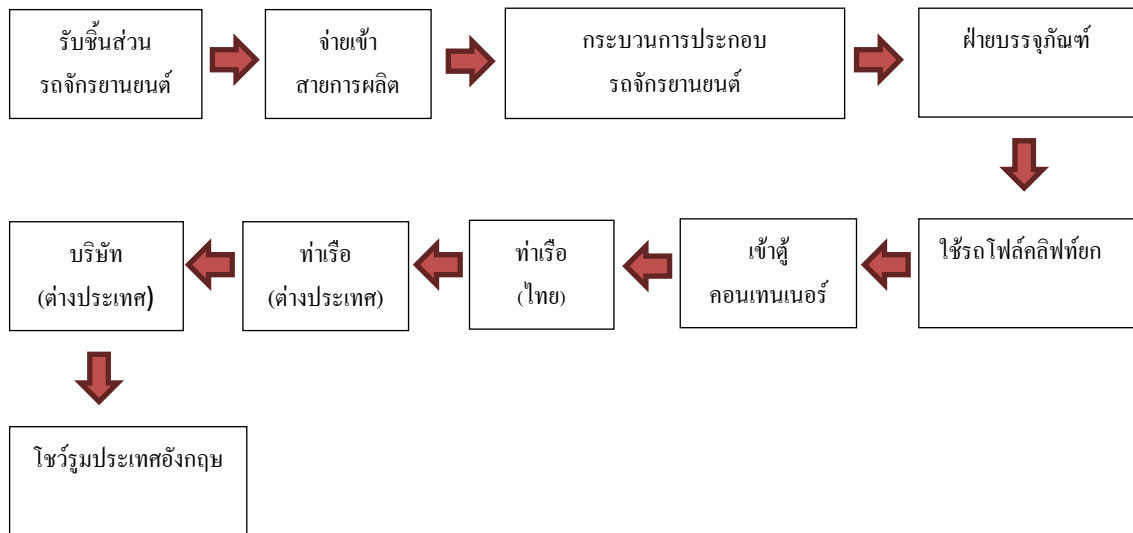 รับชิ้นส่วน
รถจักรยานยนต์
จ่ายเข้า
สายการผลิต
กระบวนการประกอบ
รถจักรยานยนต์
ฝ่ายบรรจุภัณฑ์
ใช้รถโฟล์คลิฟท์ยก
เข้าตู้
คอนเทนเนอร์
ท่าเรือ
(ไทย)
ท่าเรือ
(ต่างประเทศ)
บริษัท
(ต่างประเทศ)
โชว์รูมประเทศอังกฤษ